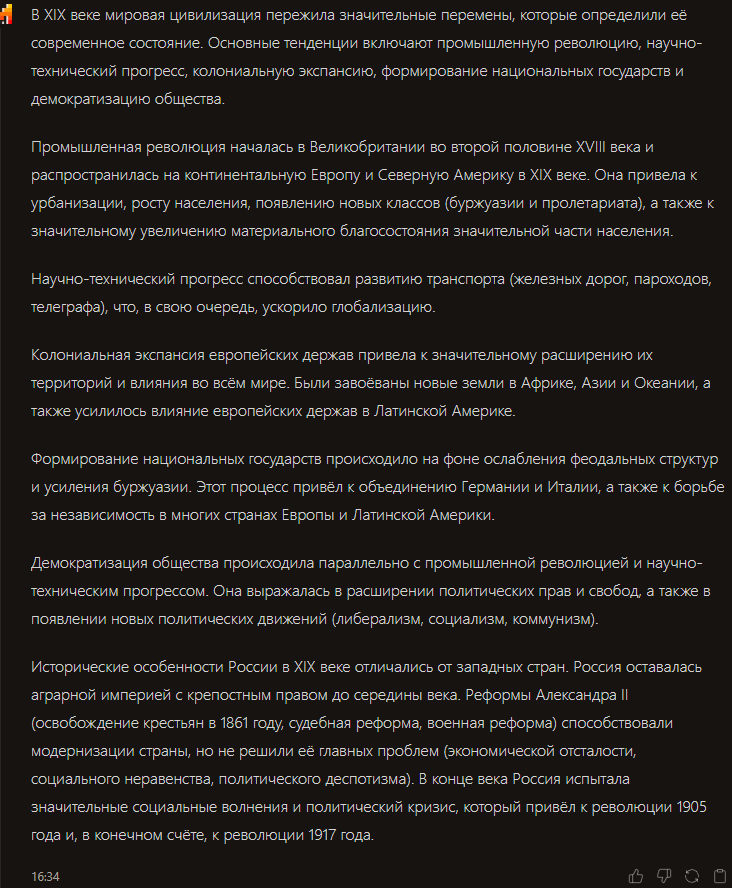 В XIX веке мировая цивилизация пережила значительные перемены, которые определили её
современное состояние. Основные тенденции включают промышленную революцию, научно-
технический прогресс, колониальную экспансию, формирование национальных государств и
демократизацию общества.
Промышленная революция началась в Великобритании во второй половине XVIII века и
распространилась на континентальную Европу и Северную Америку в XIX веке. Она привела к
урбанизации, росту населения, появлению новых классов (буржуазии и пролетариата), а также к
значительному увеличению материального благосостояния значительной части населения.
Научно-технический прогресс способствовал развитию транспорта (железных дорог, пароходов,
телеграфа), что, в свою очередь, ускорило глобализацию.
Колониальная экспансия европейских держав привела к значительному расширению их
территорий и влияния во всём мире. Были завоёваны новые земли в Африке, Азии и Океании, а
также усилилось влияние европейских держав в Латинской Америке.
Формирование национальных государств происходило на фоне ослабления феодальных структур
и усиления буржуазии. Этот процесс привёл к объединению Германии и Италии, а также к борьбе
за независимость в многих странах Европы и Латинской Америки.
Демократизация общества происходила параллельно с промышленной революцией и научно-
техническим прогрессом. Она выражалась в расширении политических прав и свобод, а также в
появлении новых политических движений (либерализм, социализм, коммунизм).
Исторические особенности России в XIX веке отличались от западных стран. Россия оставалась
аграрной империей с крепостным правом до середины века. Реформы Александра II
(освобождение крестьян в 1861 году, судебная реформа, военная реформа) способствовали
модернизации страны, но не решили её главных проблем (экономической отсталости,
социального неравенства, политического деспотизма). В конце века Россия испытала
значительные социальные волнения и политический кризис, который привёл к революции 1905
года и, в конечном счёте, к революции 1917 года.
16:34